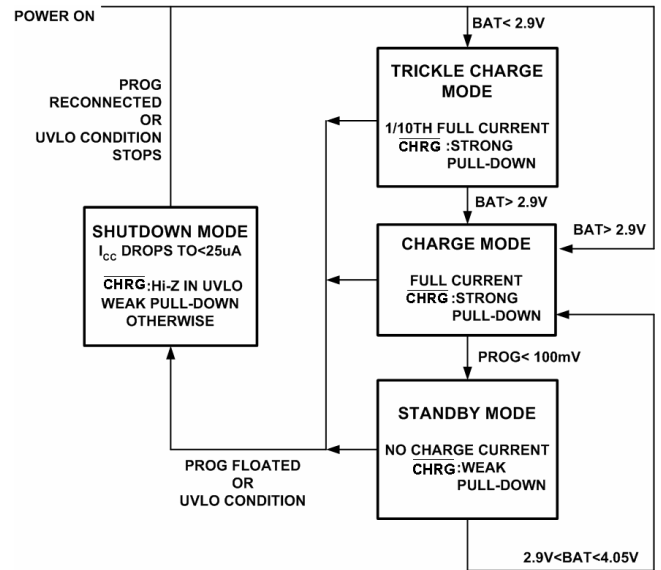 POWER ON
BAT< 2.9V
TRICKLE CHARGE
MODE
1/10TH FULL CURRENT
CHRG :STRONG
PULL-DOWN
PROG
RECONNECTED
OR
UVLO CONDITION
STOPS
BAT> 2.9V
BAT> 2.9V
SHUTDOWN MODE
ICC DROPS TO<25uA
CHRG:Hi-Z IN UVLO
WEAK PULL-DOWN
OTHERWISE
CHARGE MODE
FULL CURRENT
CHRG :STRONG
PULL-DOWN
PROG< 100mV
STANDBY MODE
NO CHARGE CURRENT
CHRG:WEAK
PULL-DOWN
PROG FLOATED
OR
UVLO CONDITION
2.9V<BAT<4.05V